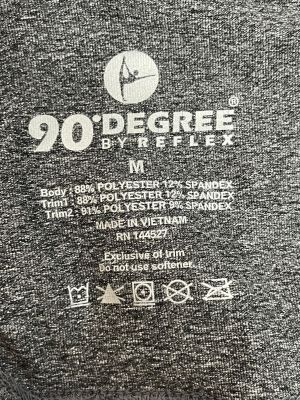 90°DEGREE®
BY REFLEX
M
Body : 88% POLYESTER 12% SPANDEX
Trim1 : 88% POLYESTER 12% SPANDEX
Trim2 : 91% POLYESTER 9% SPANDEX
MADE IN VIETNAM
RN 144527
Exclusive of trim
Do not use softener